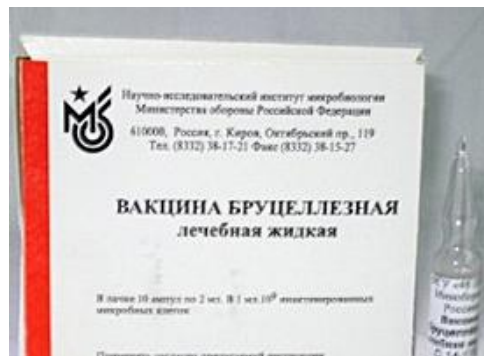 Научно-исследовательский институт микробиологии
Министерства обороны Российской Федерации
610000, Россия, г. Киров, Октябрьский пр., 119
Тел. (8332) 38-17-21 Факс (8332) 38-15-27
ВАКЦИНА БРУЦЕЛЛЕЗНАЯ
лечебная жидкая
В пачке 10 ампул по 2 мл. В 1 мл.10⁹ инактивированных
микробных клеток